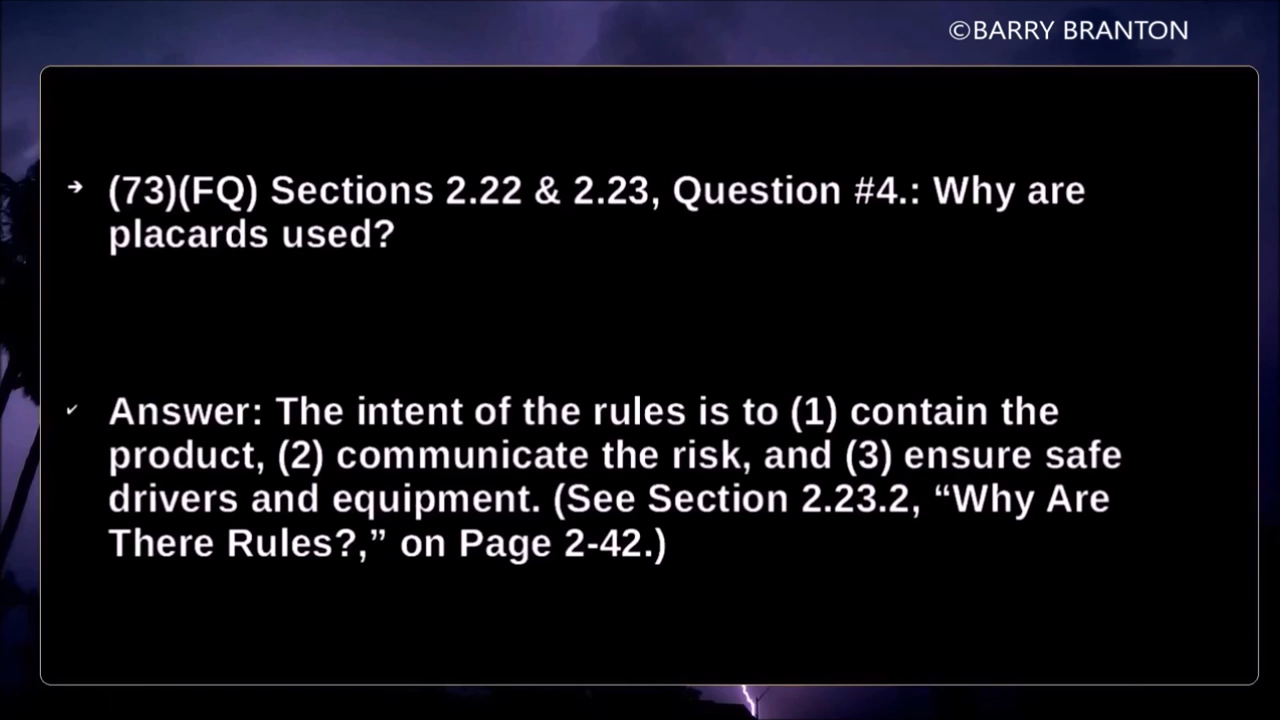 ©BARRY BRANTON
➔ (73)(FQ) Sections 2.22 & 2.23, Question #4.: Why are
placards used?
✓ Answer: The intent of the rules is to (1) contain the
product, (2) communicate the risk, and (3) ensure safe
drivers and equipment. (See Section 2.23.2, “Why Are
There Rules?,” on Page 2-42.)